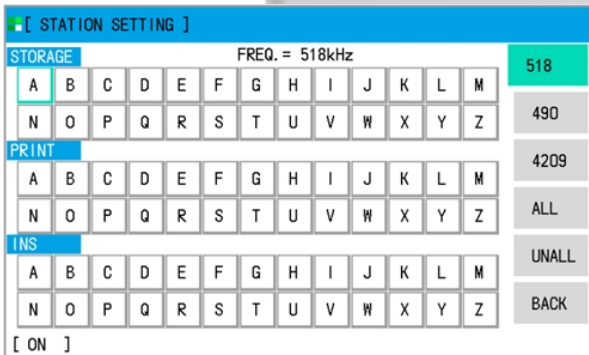 [ STATION SETTING ]
STORAGE FREQ. = 518kHz
A B C D E F G H I J K L M
N O P Q R S T U V W X Y Z
PRINT
A B C D E F G H I J K L M
N O P Q R S T U V W X Y Z
INS
A B C D E F G H I J K L M
N O P Q R S T U V W X Y Z
[ ON ]
518
490
4209
ALL
UNALL
BACK